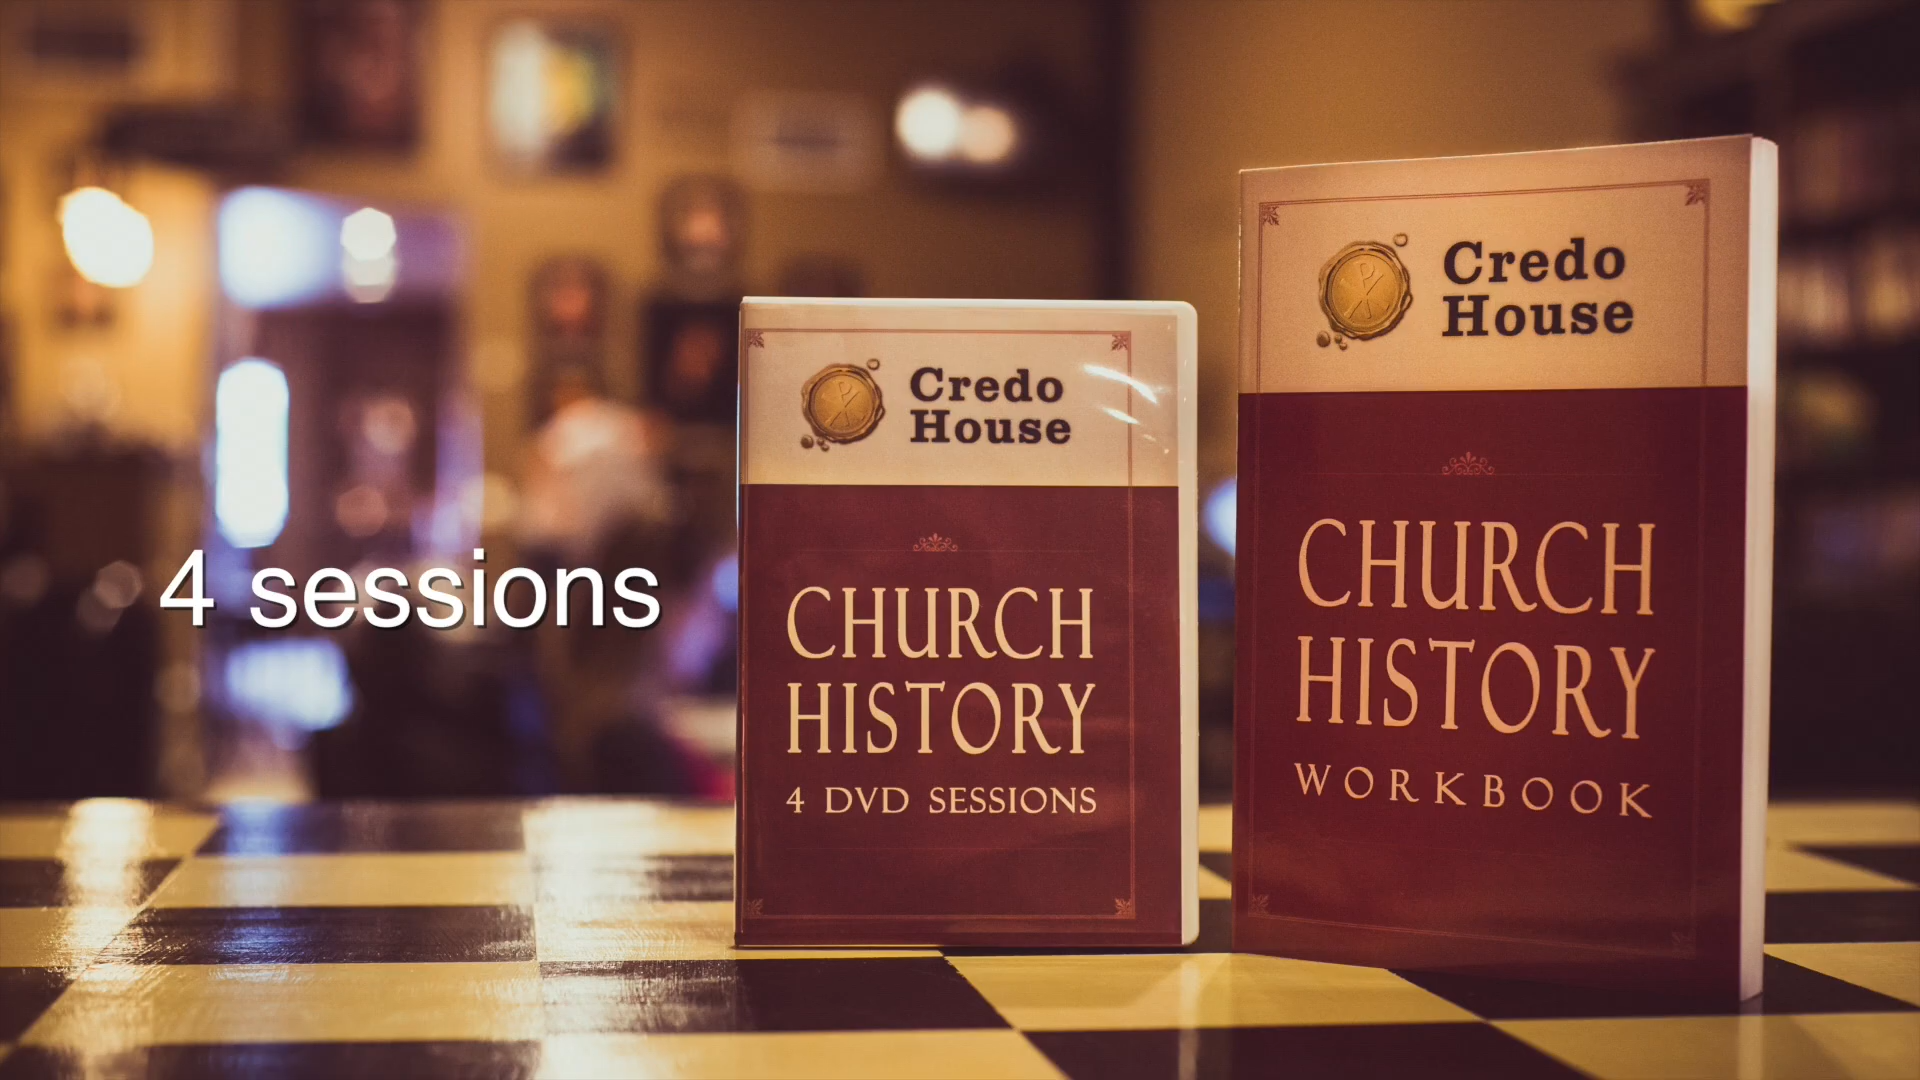 4 sessions
Credo
House
CHURCH
HISTORY
4 DVD SESSIONS
Credo
House
CHURCH
HISTORY
WORKBOOK